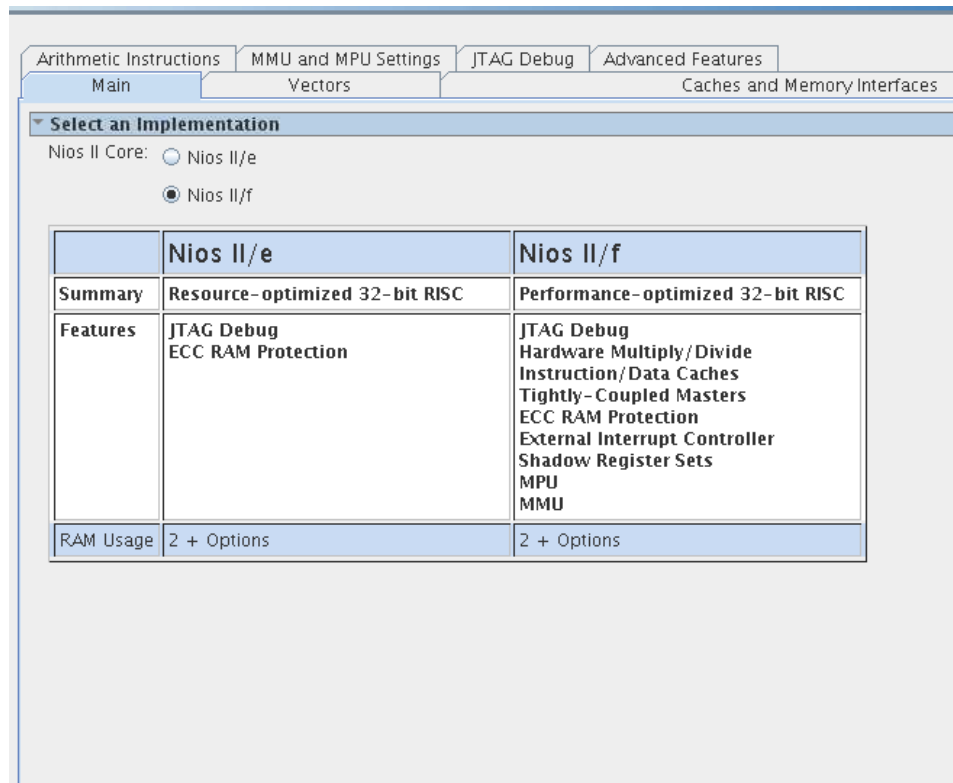 Arithmetic Instructions MMU and MPU Settings JTAG Debug Advanced Features
Main Vectors Caches and Memory Interfaces
Select an Implementation
Nios II Core: Nios II/e
Nios II/f
Nios II/e Nios II/f
Summary Resource-optimized 32-bit RISC Performance-optimized 32-bit RISC
Features JTAG Debug JTAG Debug
ECC RAM Protection Hardware Multiply/Divide
Instruction/Data Caches
Tightly-Coupled Masters
ECC RAM Protection
External Interrupt Controller
Shadow Register Sets
MPU
MMU
RAM Usage 2 + Options 2 + Options